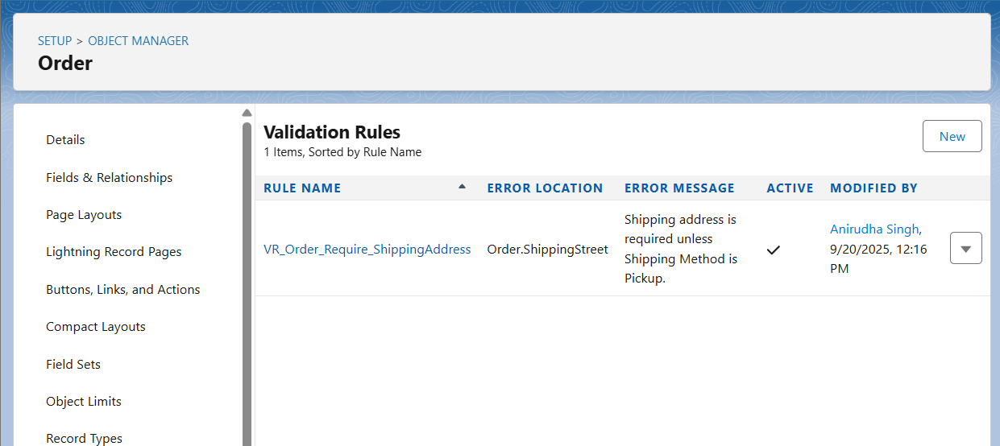 SETUP > OBJECT MANAGER
Order
Details
Fields & Relationships
Page Layouts
Lightning Record Pages
Buttons, Links, and Actions
Compact Layouts
Field Sets
Object Limits
Record Types
Validation Rules
1 Items, Sorted by Rule Name
New
RULE NAME ERROR LOCATION ERROR MESSAGE ACTIVE MODIFIED BY
VR_Order_Require_ShippingAddress
Order.ShippingStreet
Shipping address is
required unless
Shipping Method is
Pickup.
Anirudha Singh,
9/20/2025, 12:16
PM